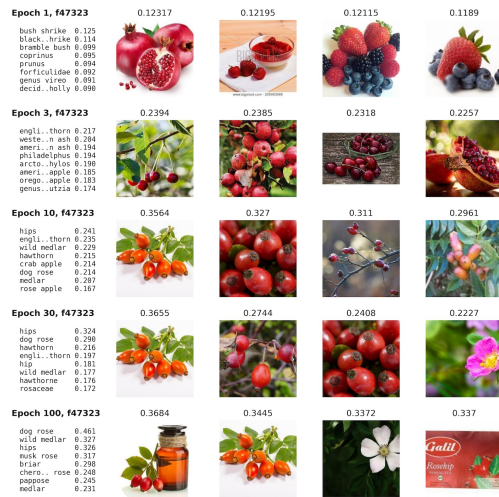 Epoch 1, f47323 0.12317 0.12195 0.12115 0.1189
bush shrike 0.125
black..hrike 0.114
bramble bush 0.099
coprinus 0.095
prunus 0.094
forficulidae 0.092
genus vireo 0.091
decid..holly 0.090
Epoch 3, f47323 0.2394 0.2385 0.2318 0.2257
engli..thorn 0.217
weste..n ash 0.204
ameri..n ash 0.194
philadelphus 0.194
arcto..hylos 0.190
ameri..apple 0.185
orego..apple 0.183
genus..utzia 0.174
Epoch 10, f47323 0.3564 0.327 0.311 0.2961
hips 0.241
engli..thorn 0.235
wild medlar 0.229
hawthorn 0.215
crab apple 0.214
dog rose 0.214
medlar 0.207
rose apple 0.167
Epoch 30, f47323 0.3655 0.2744 0.2408 0.2227
hips 0.324
dog rose 0.290
hawthorn 0.216
engli..thorn 0.197
hip 0.181
wild medlar 0.177
hawthorne 0.176
rosaceae 0.172
Epoch 100, f47323 0.3684 0.3445 0.3372 0.337
dog rose 0.461
wild medlar 0.327
hips 0.326
musk rose 0.317
briar 0.298
chero.. rose 0.248
pappose 0.245
medlar 0.231
Galil
Rosehip